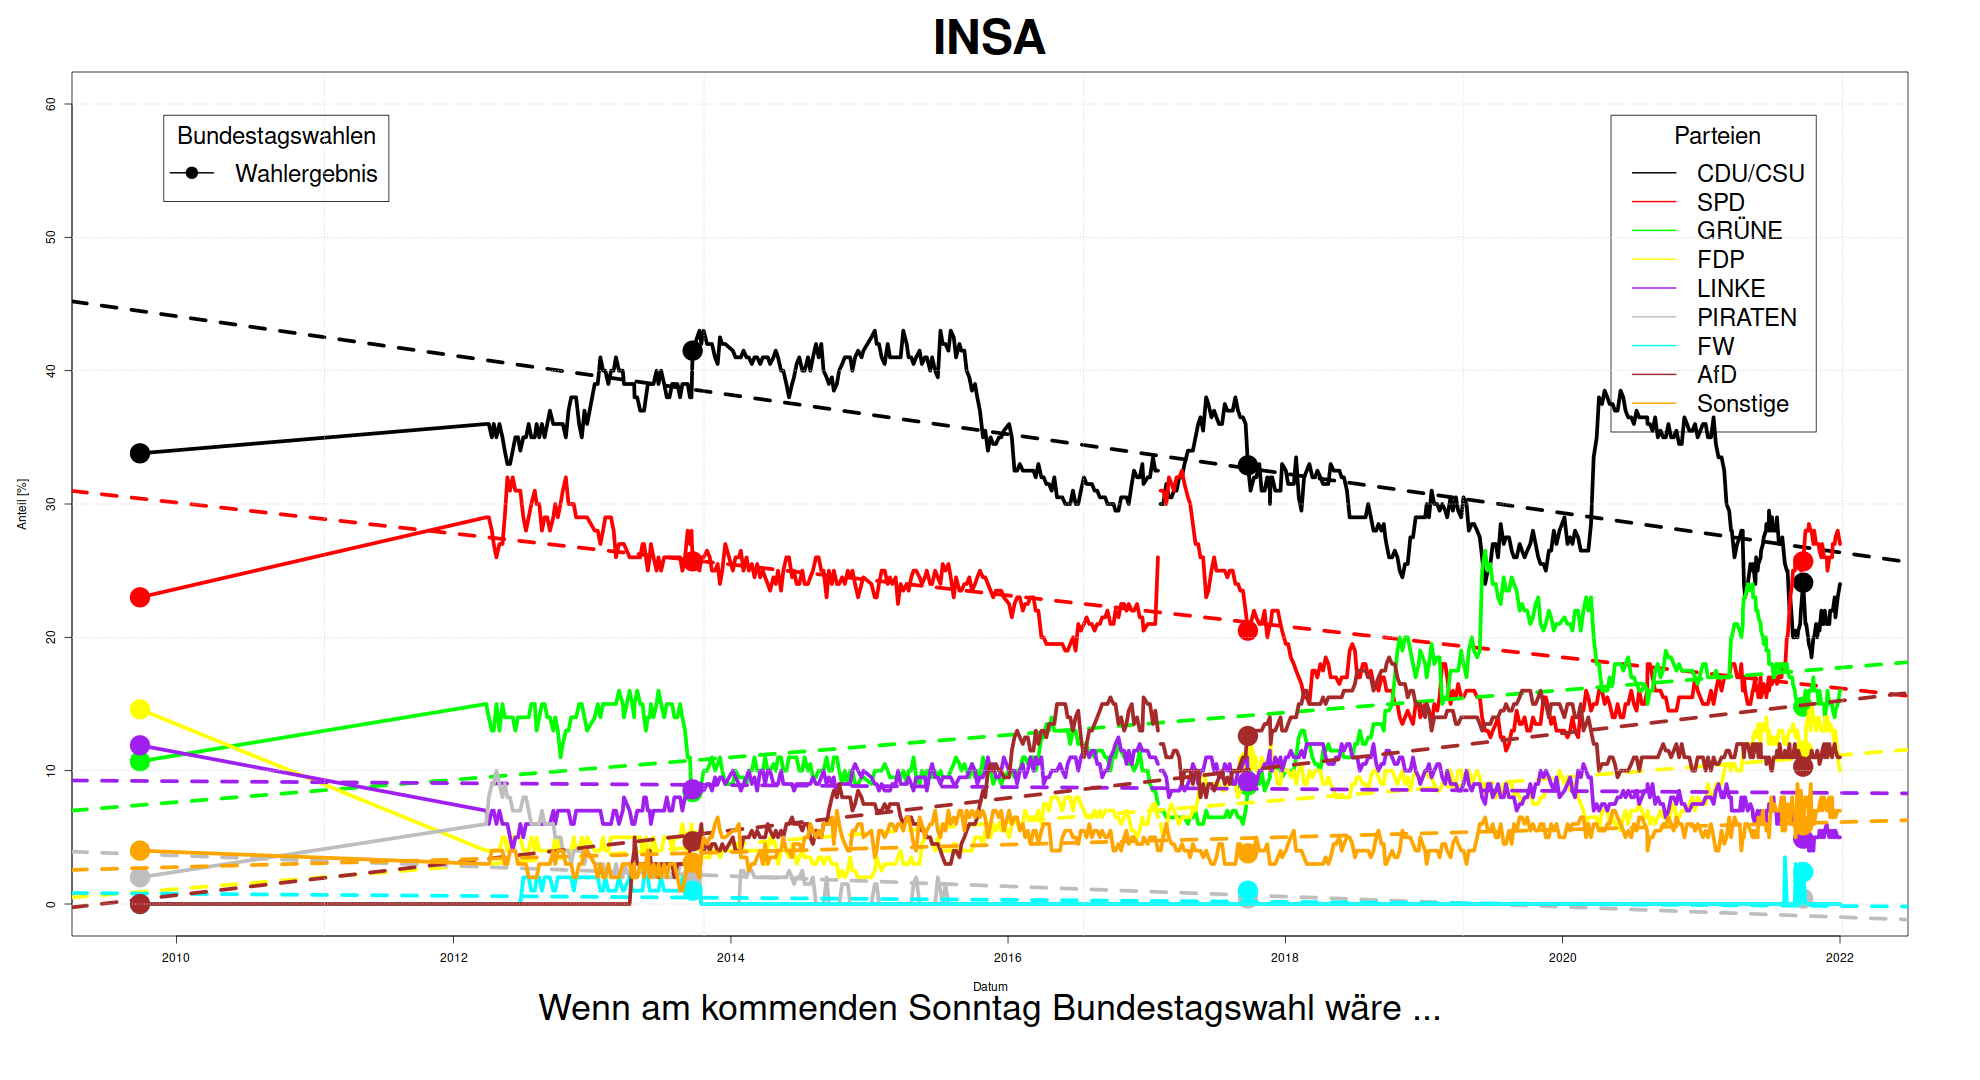 INSA
Bundestagswahlen
Wahlergebnis
Parteien
CDU/CSU
SPD
GRÜNE
FDP
LINKE
PIRATEN
FW
AfD
Sonstige
Anteil [%]
60
50
40
30
20
10
0
2010 2012 2014 2016 2018 2020 2022
Datum
Wenn am kommenden Sonntag Bundestagswahl wäre ...